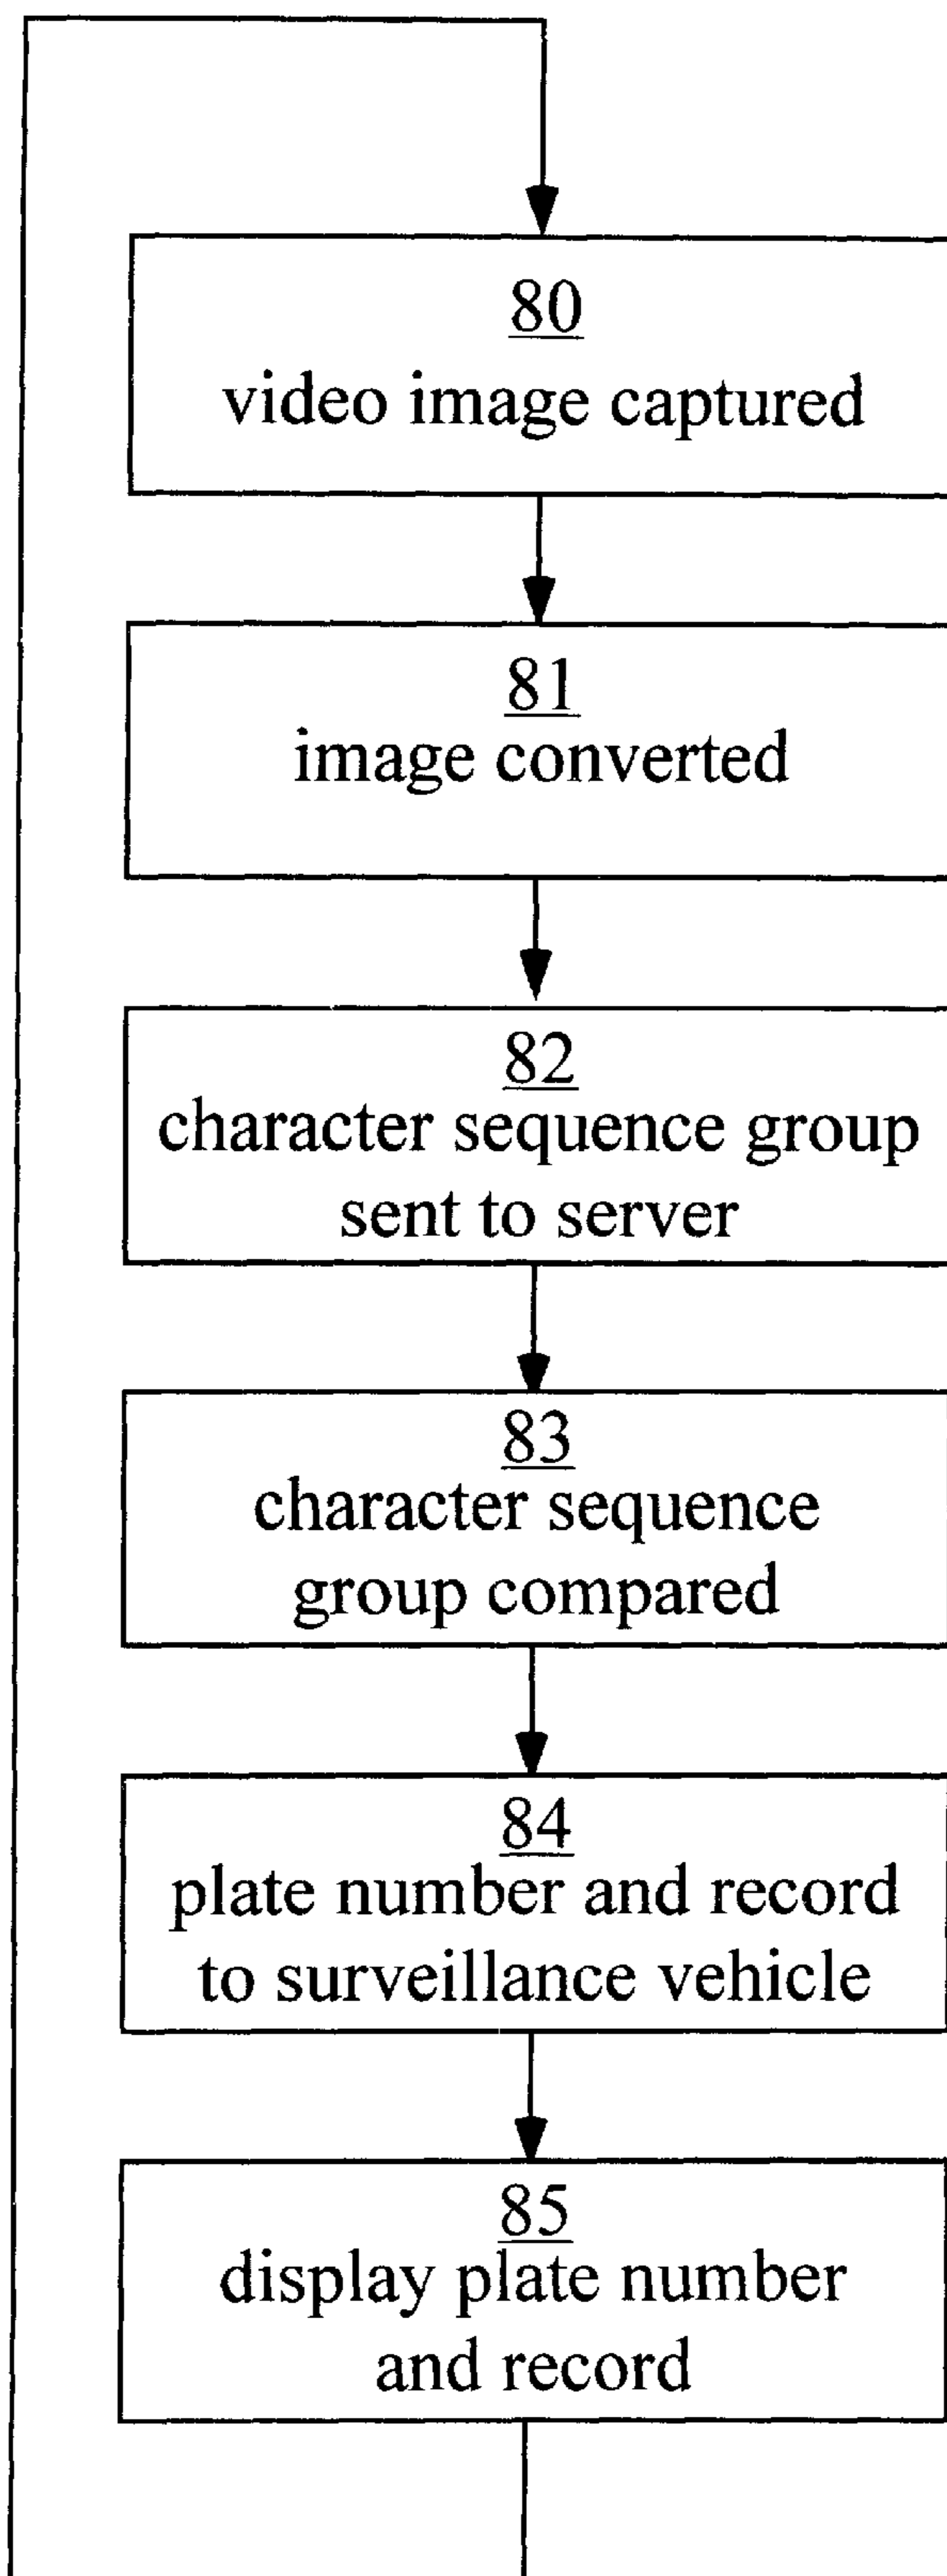 80
video image captured
81
image converted
82
character sequence group
sent to server
83
character sequence
group compared
84
plate number and record
to surveillance vehicle
85
display plate number
and record